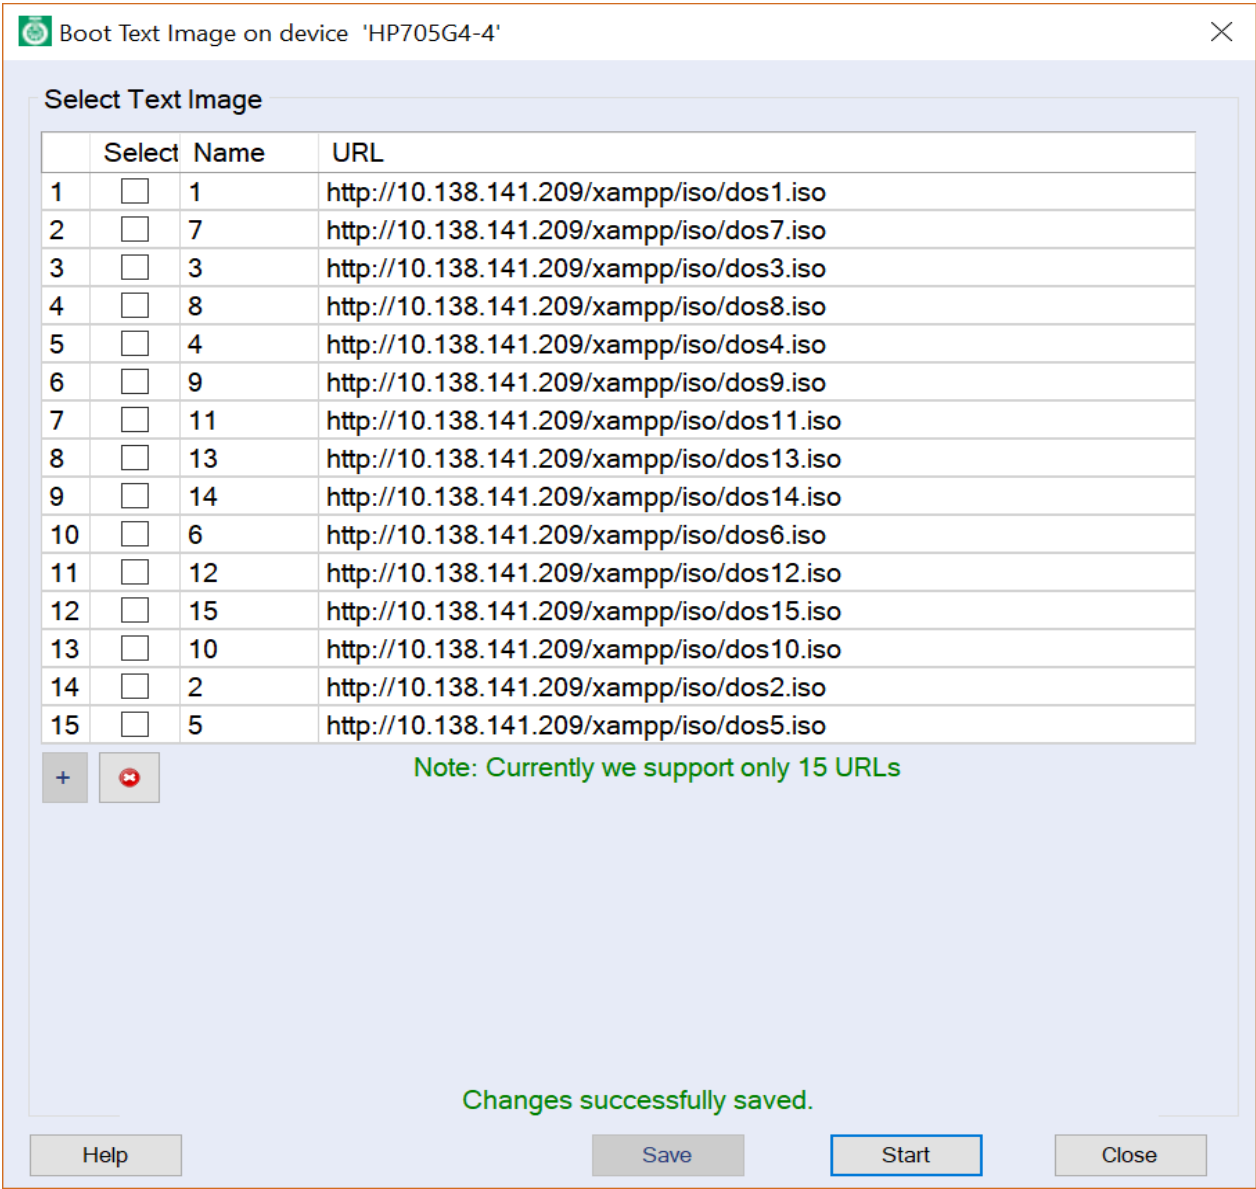 Boot Text Image on device 'HP705G4-4'
Select Text Image
Select Name URL
1 1 http://10.138.141.209/xampp/iso/dos1.iso
2 7 http://10.138.141.209/xampp/iso/dos7.iso
3 3 http://10.138.141.209/xampp/iso/dos3.iso
4 8 http://10.138.141.209/xampp/iso/dos8.iso
5 4 http://10.138.141.209/xampp/iso/dos4.iso
6 9 http://10.138.141.209/xampp/iso/dos9.iso
7 11 http://10.138.141.209/xampp/iso/dos11.iso
8 13 http://10.138.141.209/xampp/iso/dos13.iso
9 14 http://10.138.141.209/xampp/iso/dos14.iso
10 6 http://10.138.141.209/xampp/iso/dos6.iso
11 12 http://10.138.141.209/xampp/iso/dos12.iso
12 15 http://10.138.141.209/xampp/iso/dos15.iso
13 10 http://10.138.141.209/xampp/iso/dos10.iso
14 2 http://10.138.141.209/xampp/iso/dos2.iso
15 5 http://10.138.141.209/xampp/iso/dos5.iso
+ Note: Currently we support only 15 URLs
Changes successfully saved.
Help Save Start Close